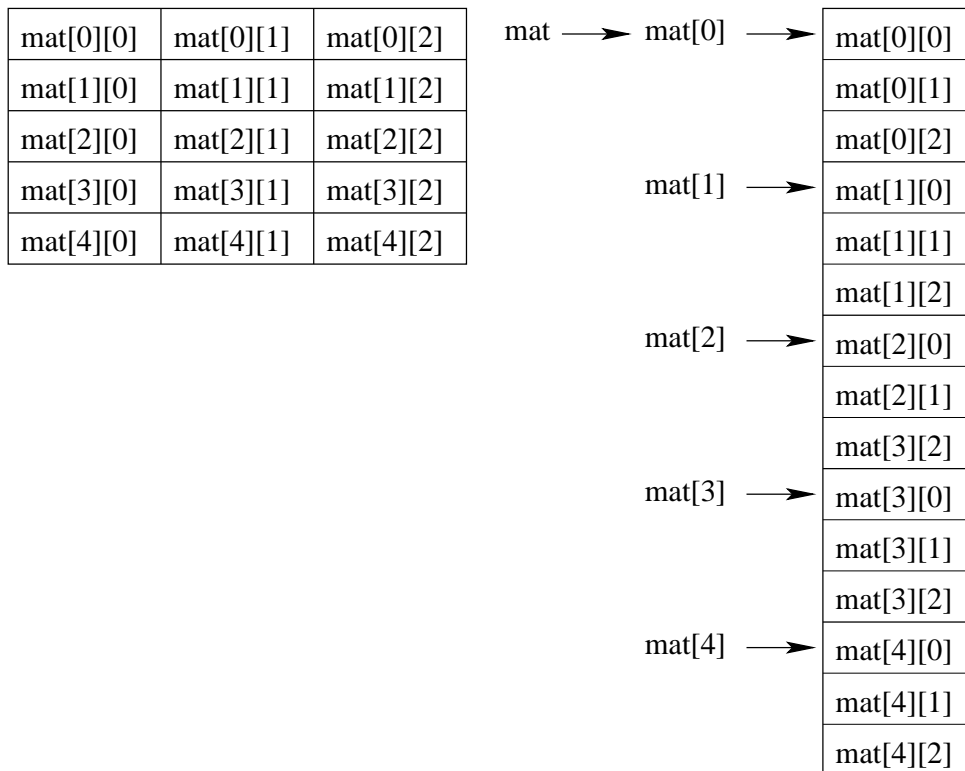 mat[0][0] mat[0][1] mat[0][2]
mat[1][0] mat[1][1] mat[1][2]
mat[2][0] mat[2][1] mat[2][2]
mat[3][0] mat[3][1] mat[3][2]
mat[4][0] mat[4][1] mat[4][2]
mat mat[0] mat[0][0]
mat[0][1]
mat[0][2]
mat[1] mat[1][0]
mat[1][1]
mat[1][2]
mat[2] mat[2][0]
mat[2][1]
mat[3][2]
mat[3] mat[3][0]
mat[3][1]
mat[3][2]
mat[4] mat[4][0]
mat[4][1]
mat[4][2]